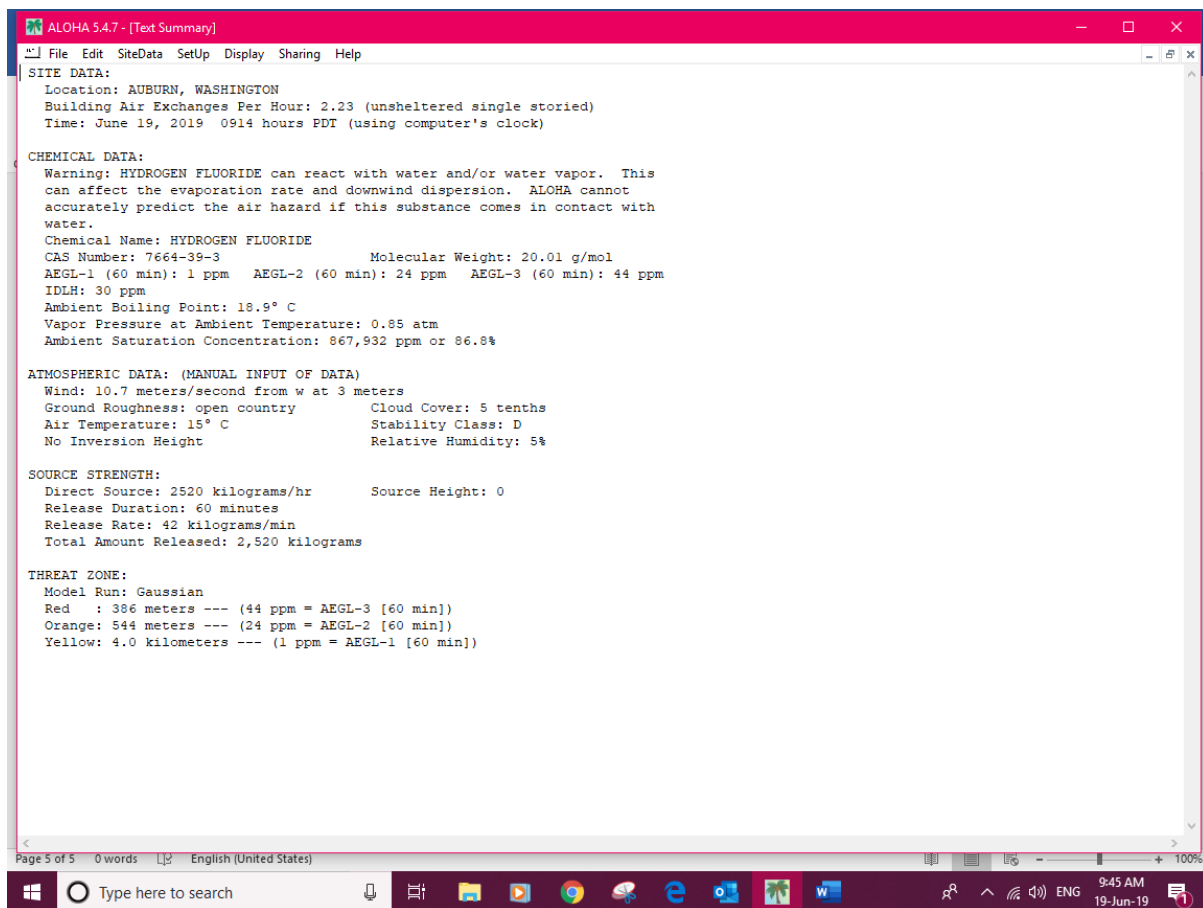 ALOHA 5.4.7 - [Text Summary]
File Edit SiteData SetUp Display Sharing Help
SITE DATA:
Location: AUBURN, WASHINGTON
Building Air Exchanges Per Hour: 2.23 (unsheltered single storied)
Time: June 19, 2019 0914 hours PDT (using computer's clock)
CHEMICAL DATA:
Warning: HYDROGEN FLUORIDE can react with water and/or water vapor. This
can affect the evaporation rate and downwind dispersion. ALOHA cannot
accurately predict the air hazard if this substance comes in contact with
water.
Chemical Name: HYDROGEN FLUORIDE
CAS Number: 7664-39-3 Molecular Weight: 20.01 g/mol
AEGL-1 (60 min): 1 ppm AEGL-2 (60 min): 24 ppm AEGL-3 (60 min): 44 ppm
IDLH: 30 ppm
Ambient Boiling Point: 18.9° C
Vapor Pressure at Ambient Temperature: 0.85 atm
Ambient Saturation Concentration: 867,932 ppm or 86.8%
ATMOSPHERIC DATA: (MANUAL INPUT OF DATA)
Wind: 10.7 meters/second from w at 3 meters
Ground Roughness: open country Cloud Cover: 5 tenths
Air Temperature: 15° C Stability Class: D
No Inversion Height Relative Humidity: 5%
SOURCE STRENGTH:
Direct Source: 2520 kilograms/hr Source Height: 0
Release Duration: 60 minutes
Release Rate: 42 kilograms/min
Total Amount Released: 2,520 kilograms
THREAT ZONE:
Model Run: Gaussian
Red : 386 meters --- (44 ppm = AEGL-3 [60 min])
Orange: 544 meters --- (24 ppm = AEGL-2 [60 min])
Yellow: 4.0 kilometers --- (1 ppm = AEGL-1 [60 min])
Page 5 of 5 0 words English (United States) 100%
Type here to search ENG 9:45 AM
19-Jun-19